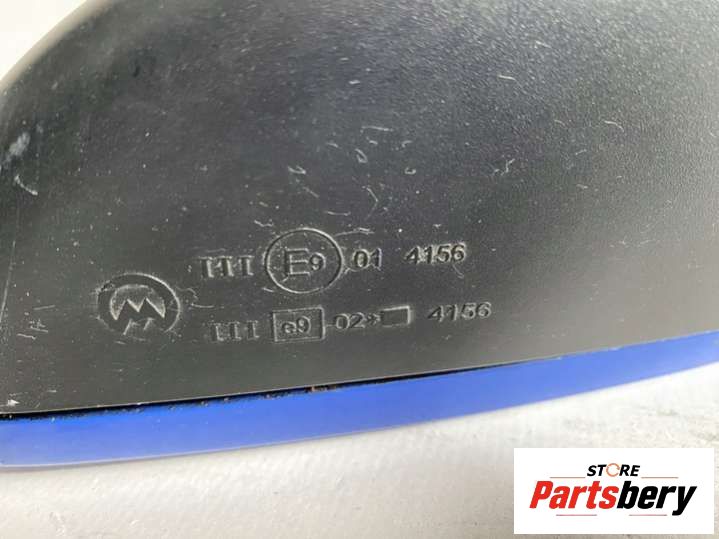 III E9 01 4156
III e9 02* 4156
STORE
Partsbery